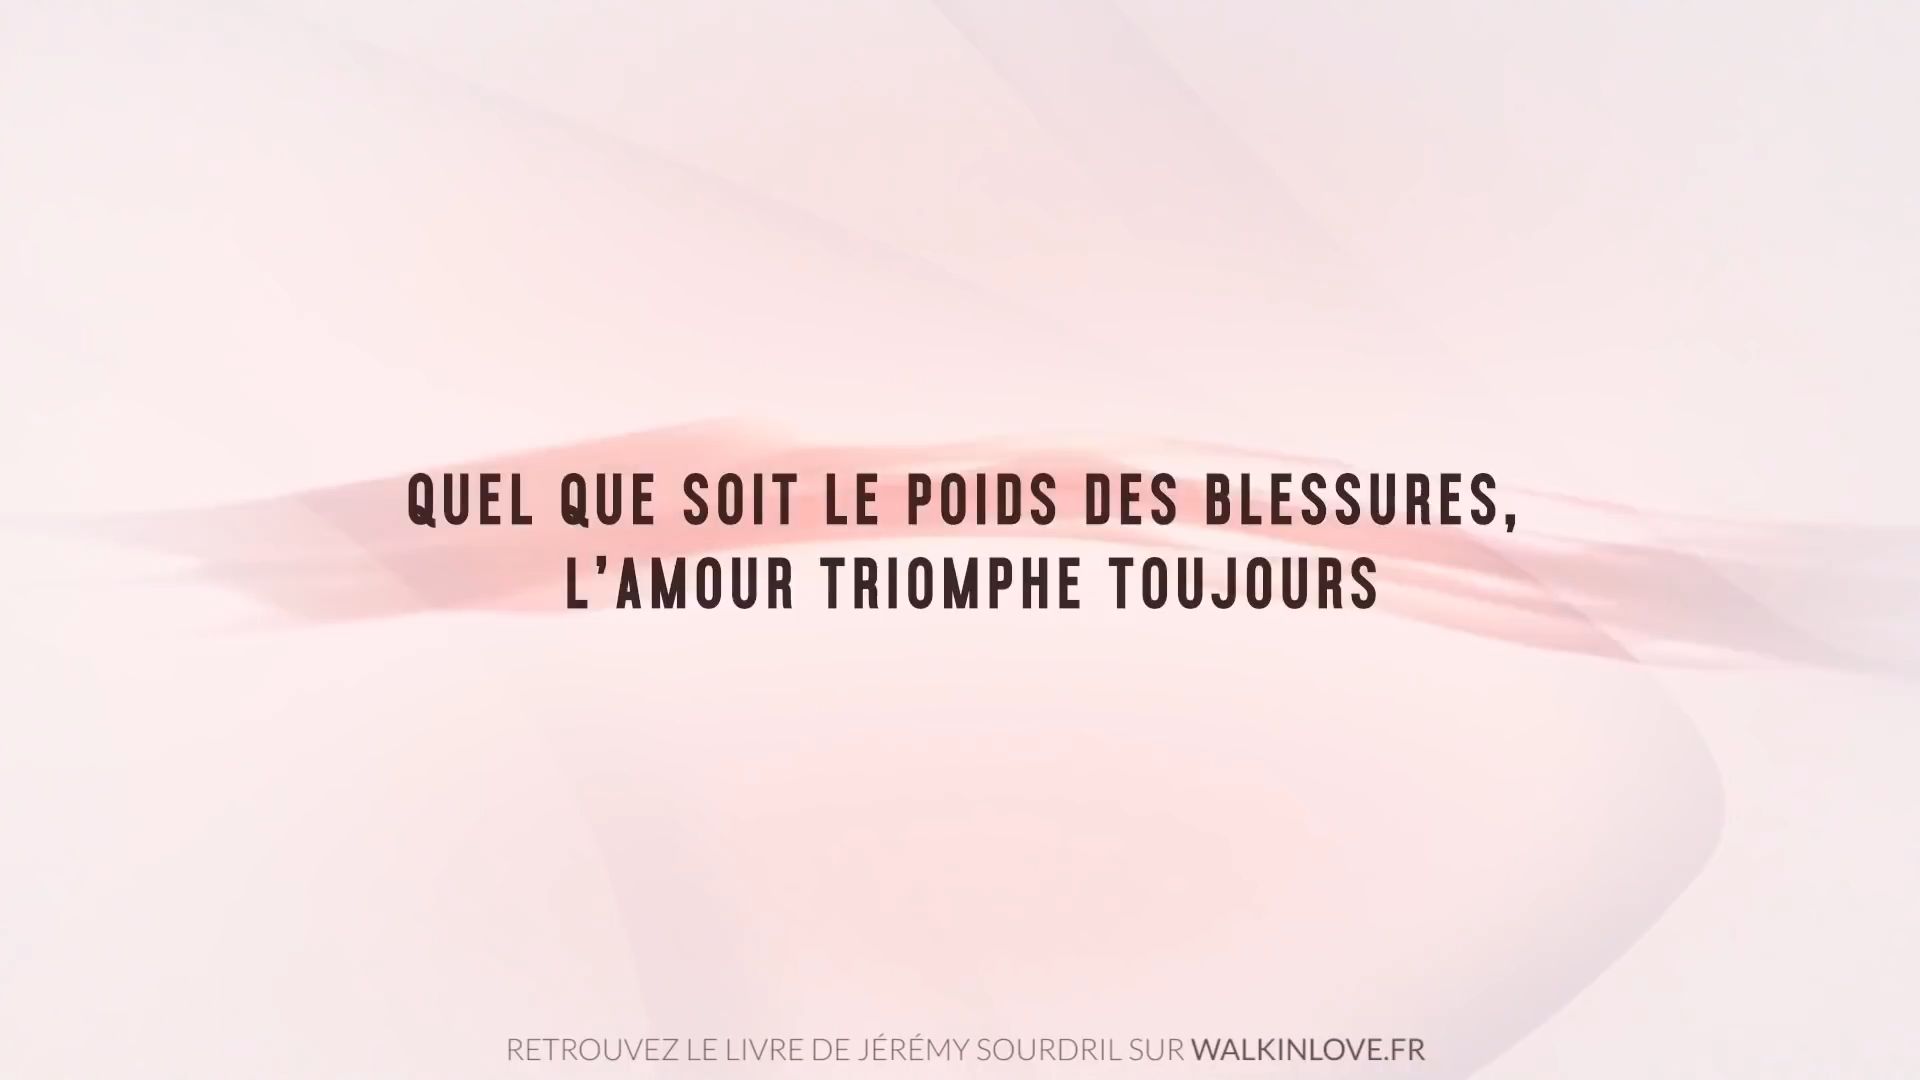 QUEL QUE SOIT LE POIDS DES BLESSURES,
L'AMOUR TRIOMPHE TOUJOURS
RETROUVEZ LE LIVRE DE JÉRÉMY SOURDRIL SUR WALKINLOVE.FR